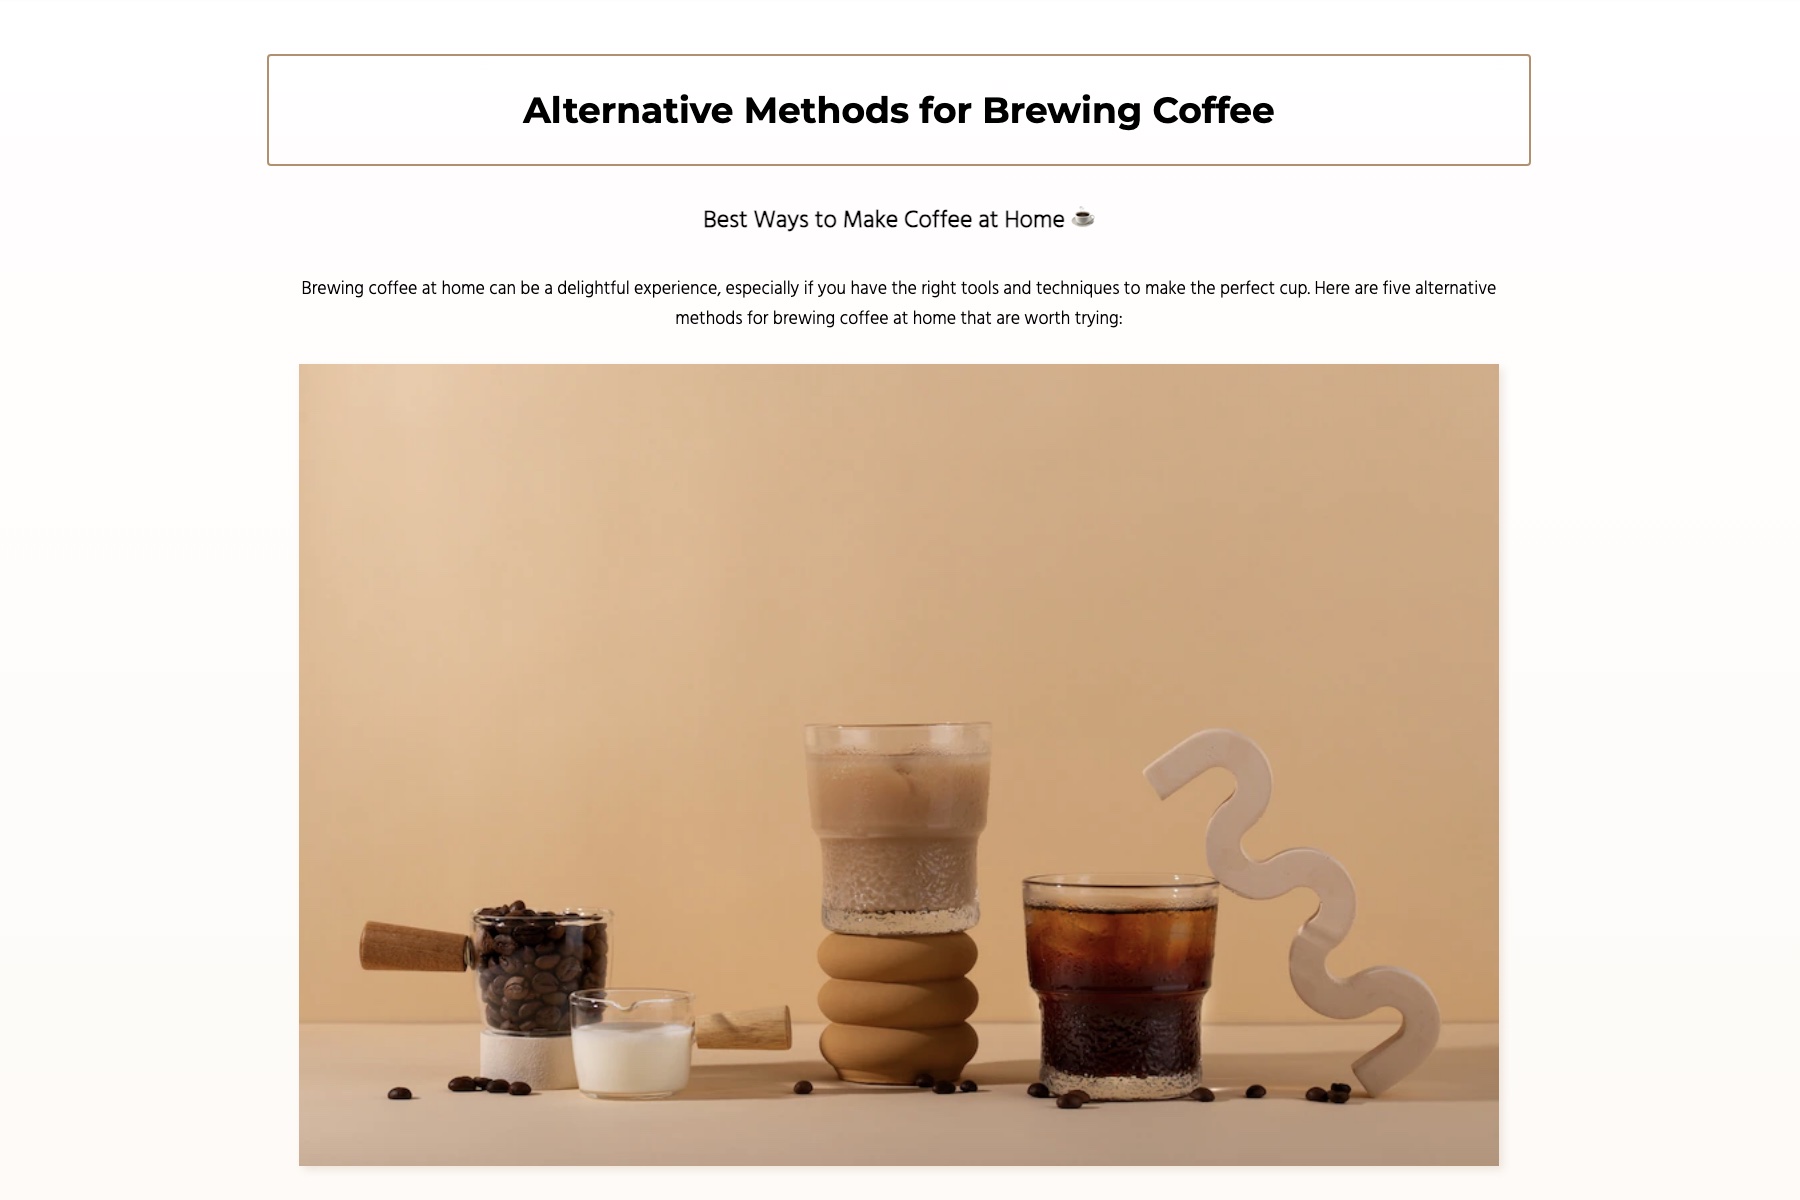 Alternative Methods for Brewing Coffee
Best Ways to Make Coffee at Home ☕
Brewing coffee at home can be a delightful experience, especially if you have the right tools and techniques to make the perfect cup. Here are five alternative
methods for brewing coffee at home that are worth trying: